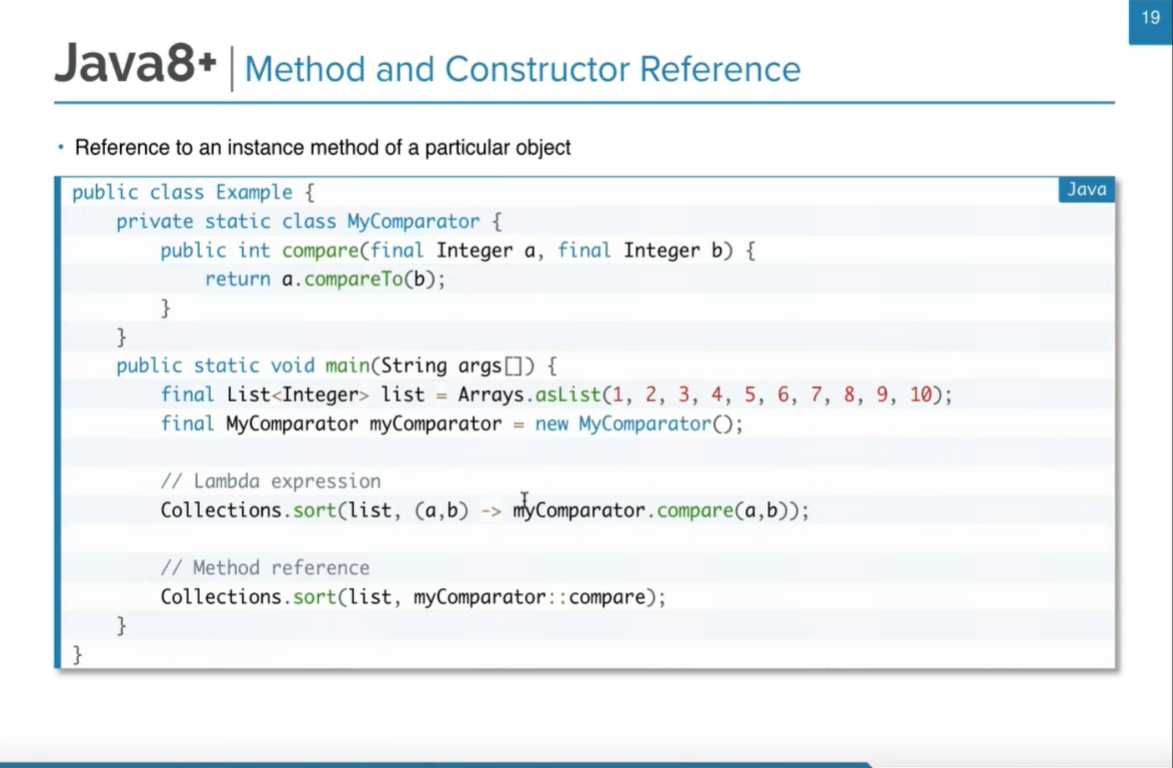 19
Java8+ | Method and Constructor Reference
• Reference to an instance method of a particular object
Java
public class Example {
    private static class MyComparator {
        public int compare(final Integer a, final Integer b) {
            return a.compareTo(b);
        }
    }
    public static void main(String args[]) {
        final List<Integer> list = Arrays.asList(1, 2, 3, 4, 5, 6, 7, 8, 9, 10);
        final MyComparator myComparator = new MyComparator();
        // Lambda expression
        Collections.sort(list, (a,b) -> myComparator.compare(a,b));
        // Method reference
        Collections.sort(list, myComparator::compare);
    }
}